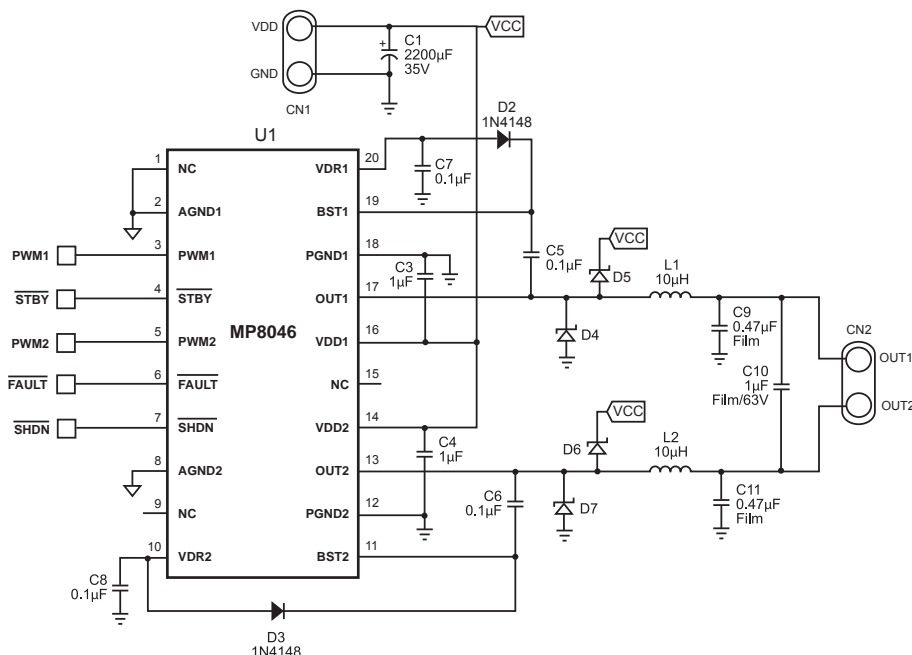 VDD
VCC
C1
2200µF
35V
+
GND
CN1
D2
1N4148
U1
1
NC
20
VDR1
C7
0.1µF
2
AGND1
19
BST1
3
PWM1
PWM1
18
PGND1
C3
1µF
C5
0.1µF
VCC
D5
L1
10µH
4
STBY
STBY
17
OUT1
D4
C9
0.47µF
Film
CN2
5
PWM2
PWM2
MP8046
16
VDD1
OUT1
6
FAULT
FAULT
15
NC
C10
1µF
Film/63V
OUT2
7
SHDN
SHDN
14
VDD2
C4
1µF
VCC
D6
L2
10µH
8
AGND2
13
OUT2
C6
0.1µF
D7
C11
0.47µF
Film
9
NC
12
PGND2
10
VDR2
11
BST2
C8
0.1µF
D3
1N4148